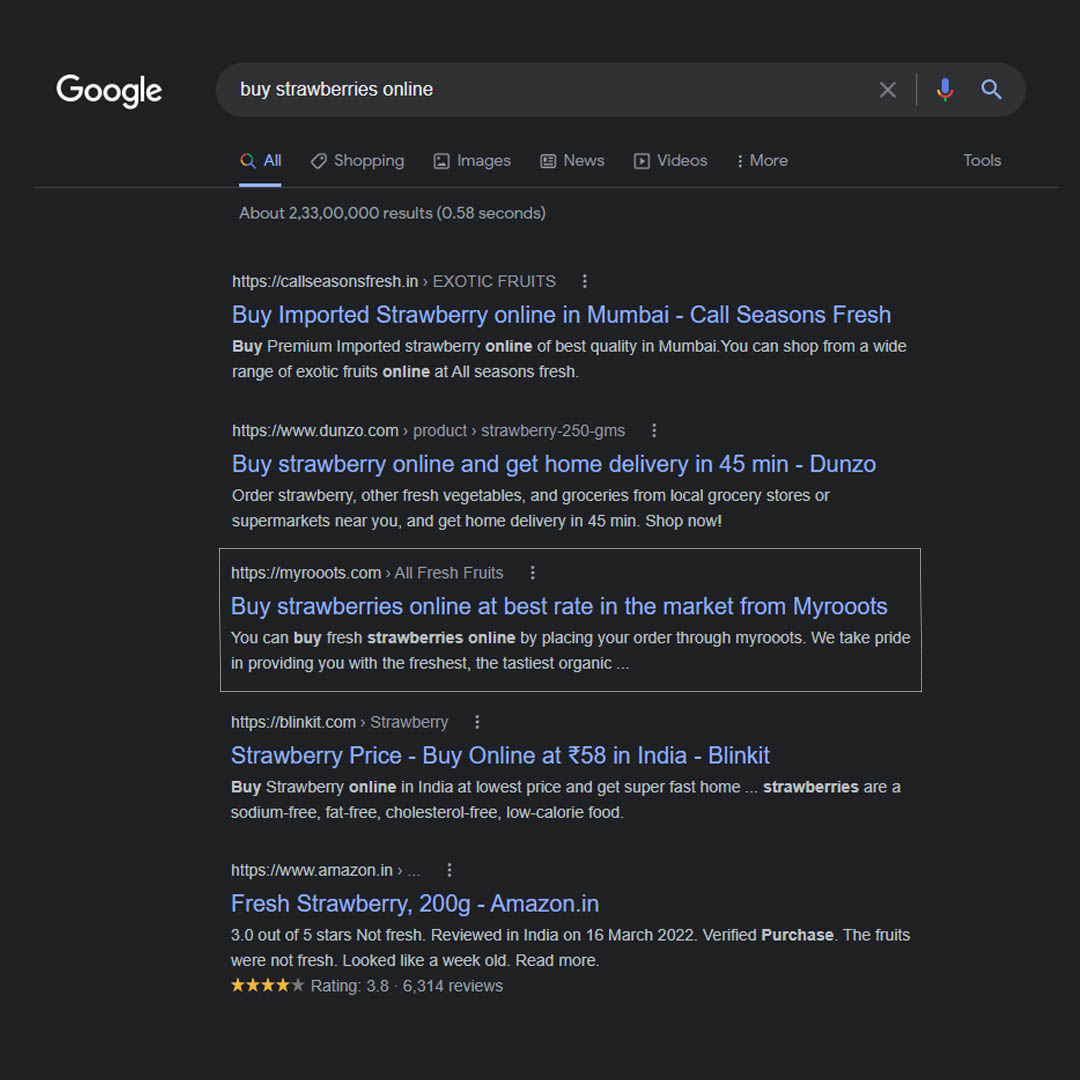 Google
buy strawberries online
All Shopping Images News Videos More Tools
About 2,33,00,000 results (0.58 seconds)
https://callseasonsfresh.in › EXOTIC FRUITS
Buy Imported Strawberry online in Mumbai - Call Seasons Fresh
Buy Premium Imported strawberry online of best quality in Mumbai.You can shop from a wide
range of exotic fruits online at All seasons fresh.
https://www.dunzo.com › product › strawberry-250-gms
Buy strawberry online and get home delivery in 45 min - Dunzo
Order strawberry, other fresh vegetables, and groceries from local grocery stores or
supermarkets near you, and get home delivery in 45 min. Shop now!
https://myrooots.com › All Fresh Fruits
Buy strawberries online at best rate in the market from Myrooots
You can buy fresh strawberries online by placing your order through myrooots. We take pride
in providing you with the freshest, the tastiest organic ...
https://blinkit.com › Strawberry
Strawberry Price - Buy Online at ₹58 in India - Blinkit
Buy Strawberry online in India at lowest price and get super fast home ... strawberries are a
sodium-free, fat-free, cholesterol-free, low-calorie food.
https://www.amazon.in › ...
Fresh Strawberry, 200g - Amazon.in
3.0 out of 5 stars Not fresh. Reviewed in India on 16 March 2022. Verified Purchase. The fruits
were not fresh. Looked like a week old. Read more.
Rating: 3.8 · 6,314 reviews